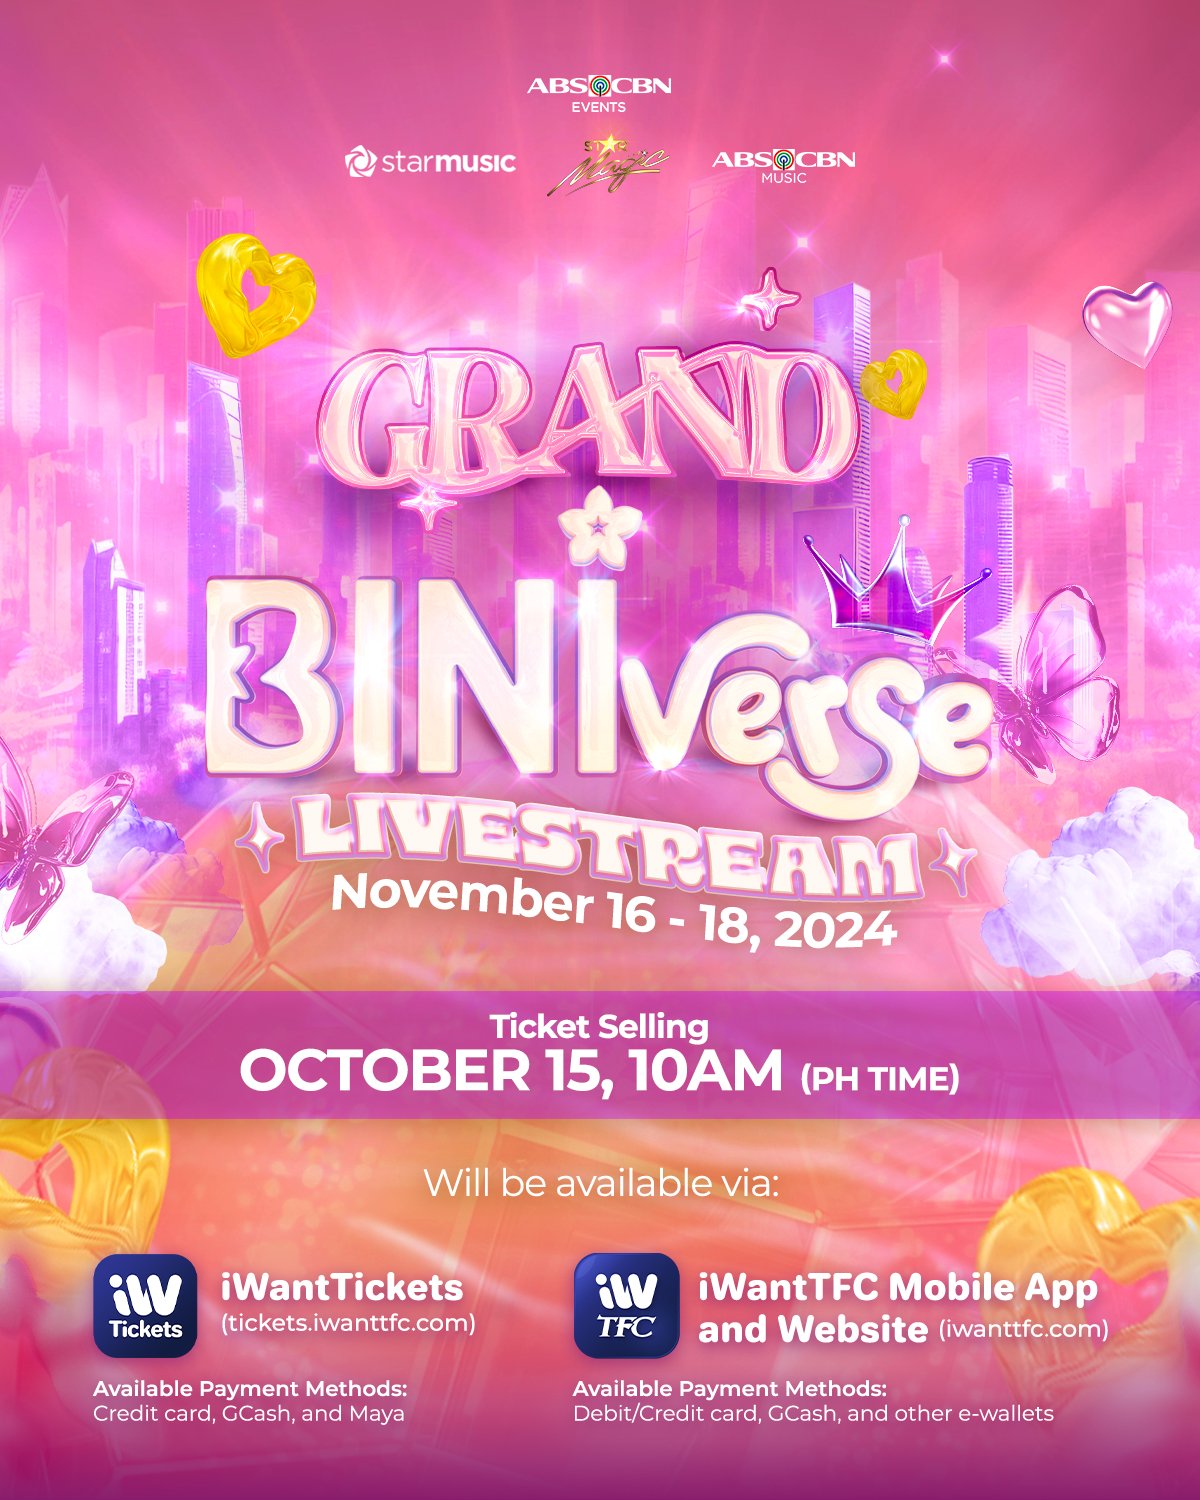 ABS CBN
EVENTS
starmusic
STAR
Magic
ABS CBN
MUSIC
GRAND
BINIverse
LIVESTREAM
November 16 - 18, 2024
Ticket Selling
OCTOBER 15, 10AM (PH TIME)
Will be available via:
iW
Tickets
iWantTickets
(tickets.iwanttfc.com)
Available Payment Methods:
Credit card, GCash, and Maya
iW
TFC
iWantTFC Mobile App
and Website (iwanttfc.com)
Available Payment Methods:
Debit/Credit card, GCash, and other e-wallets